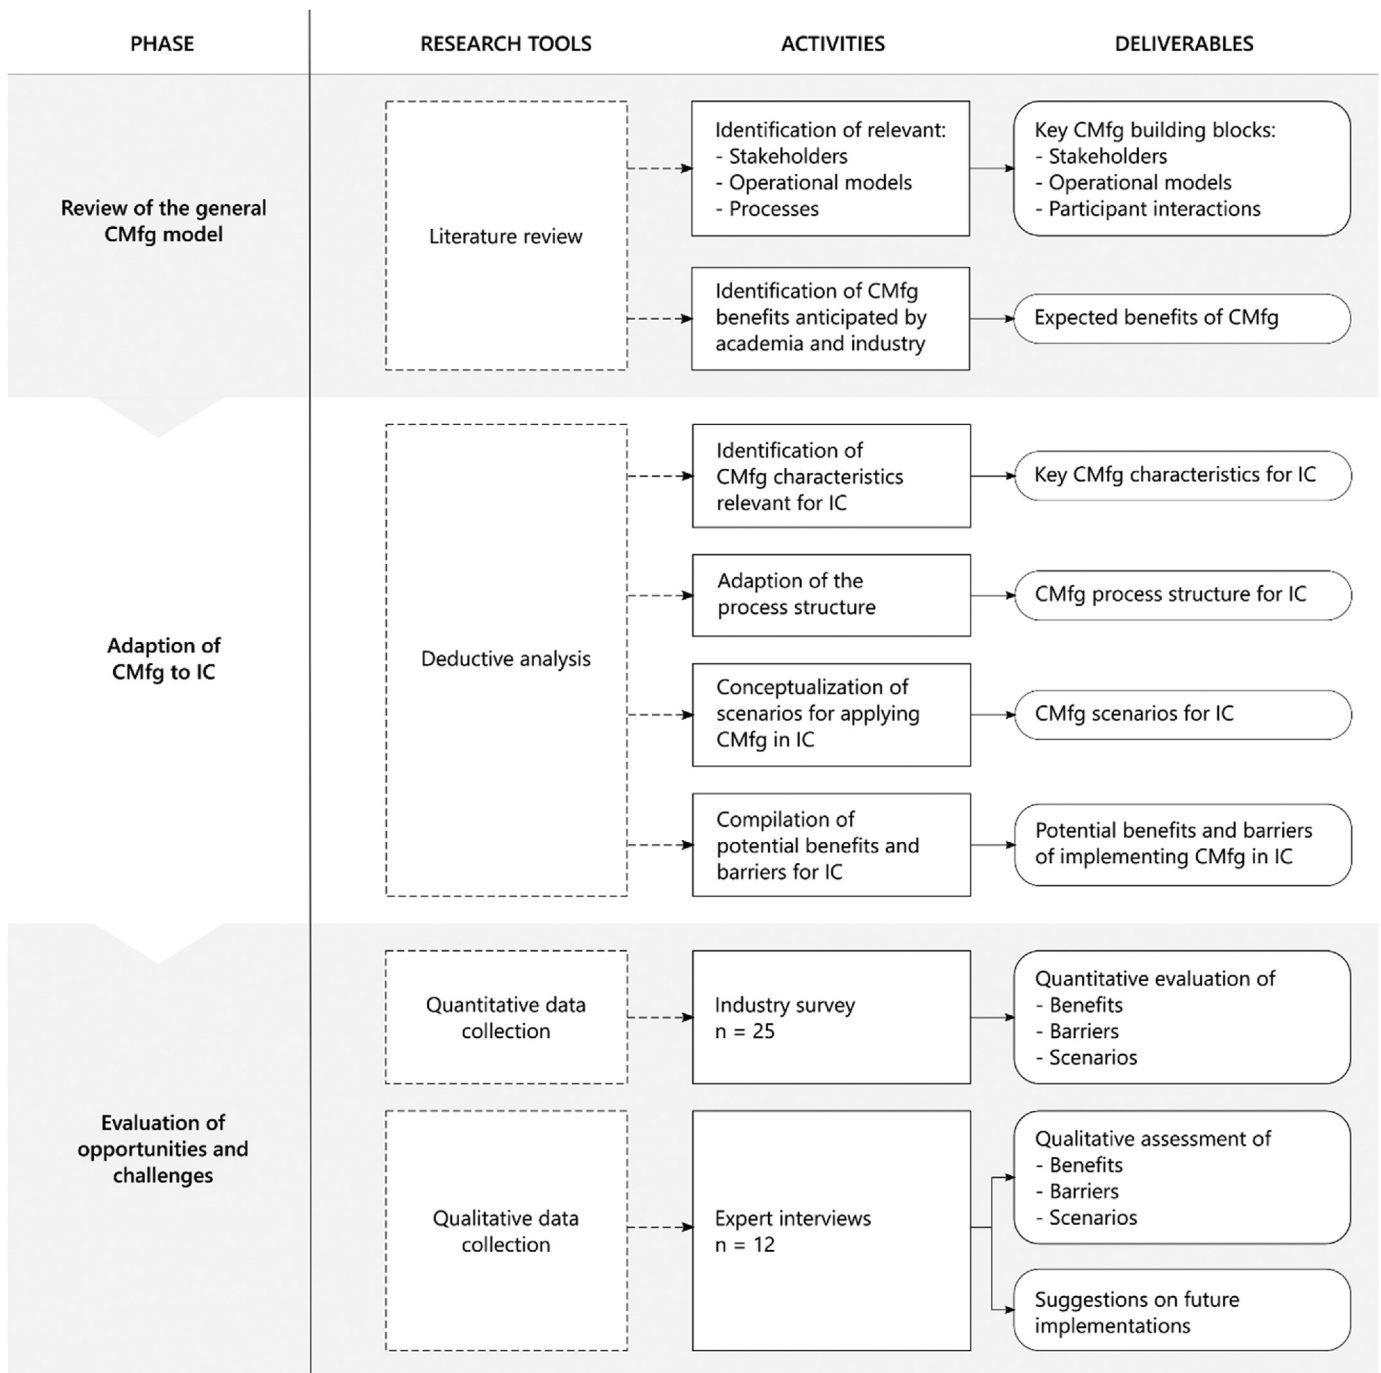 PHASE
RESEARCH TOOLS
ACTIVITIES
DELIVERABLES
Review of the general
CMfg model
Literature review
Identification of relevant:
- Stakeholders
- Operational models
- Processes
Key CMfg building blocks:
- Stakeholders
- Operational models
- Participant interactions
Identification of CMfg
benefits anticipated by
academia and industry
Expected benefits of CMfg
Adaption of
CMfg to IC
Deductive analysis
Identification of
CMfg characteristics
relevant for IC
Key CMfg characteristics for IC
Adaption of the
process structure
CMfg process structure for IC
Conceptualization of
scenarios for applying
CMfg in IC
CMfg scenarios for IC
Compilation of
potential benefits and
barriers for IC
Potential benefits and barriers
of implementing CMfg in IC
Evaluation of
opportunities and
challenges
Quantitative data
collection
Industry survey
n = 25
Quantitative evaluation of
- Benefits
- Barriers
- Scenarios
Qualitative data
collection
Expert interviews
n = 12
Qualitative assessment of
- Benefits
- Barriers
- Scenarios
Suggestions on future
implementations